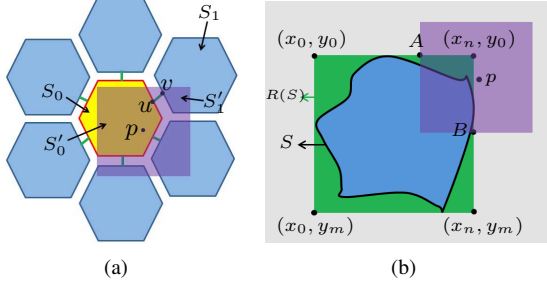 S₁
S₀
v
u
S′₁
S′₀
p
(a)
(x₀, y₀)
A
(xₙ, y₀)
p
R(S)
B
S
(x₀, yₘ)
(xₙ, yₘ)
(b)